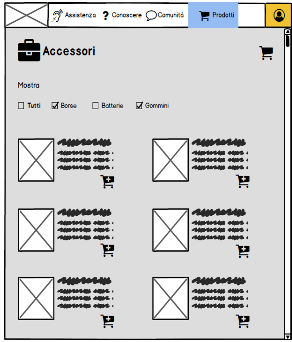 Assistenza ? Conoscere Comunità Prodotti
Accessori
Mostra
Tutti Borse Batterie Gommini